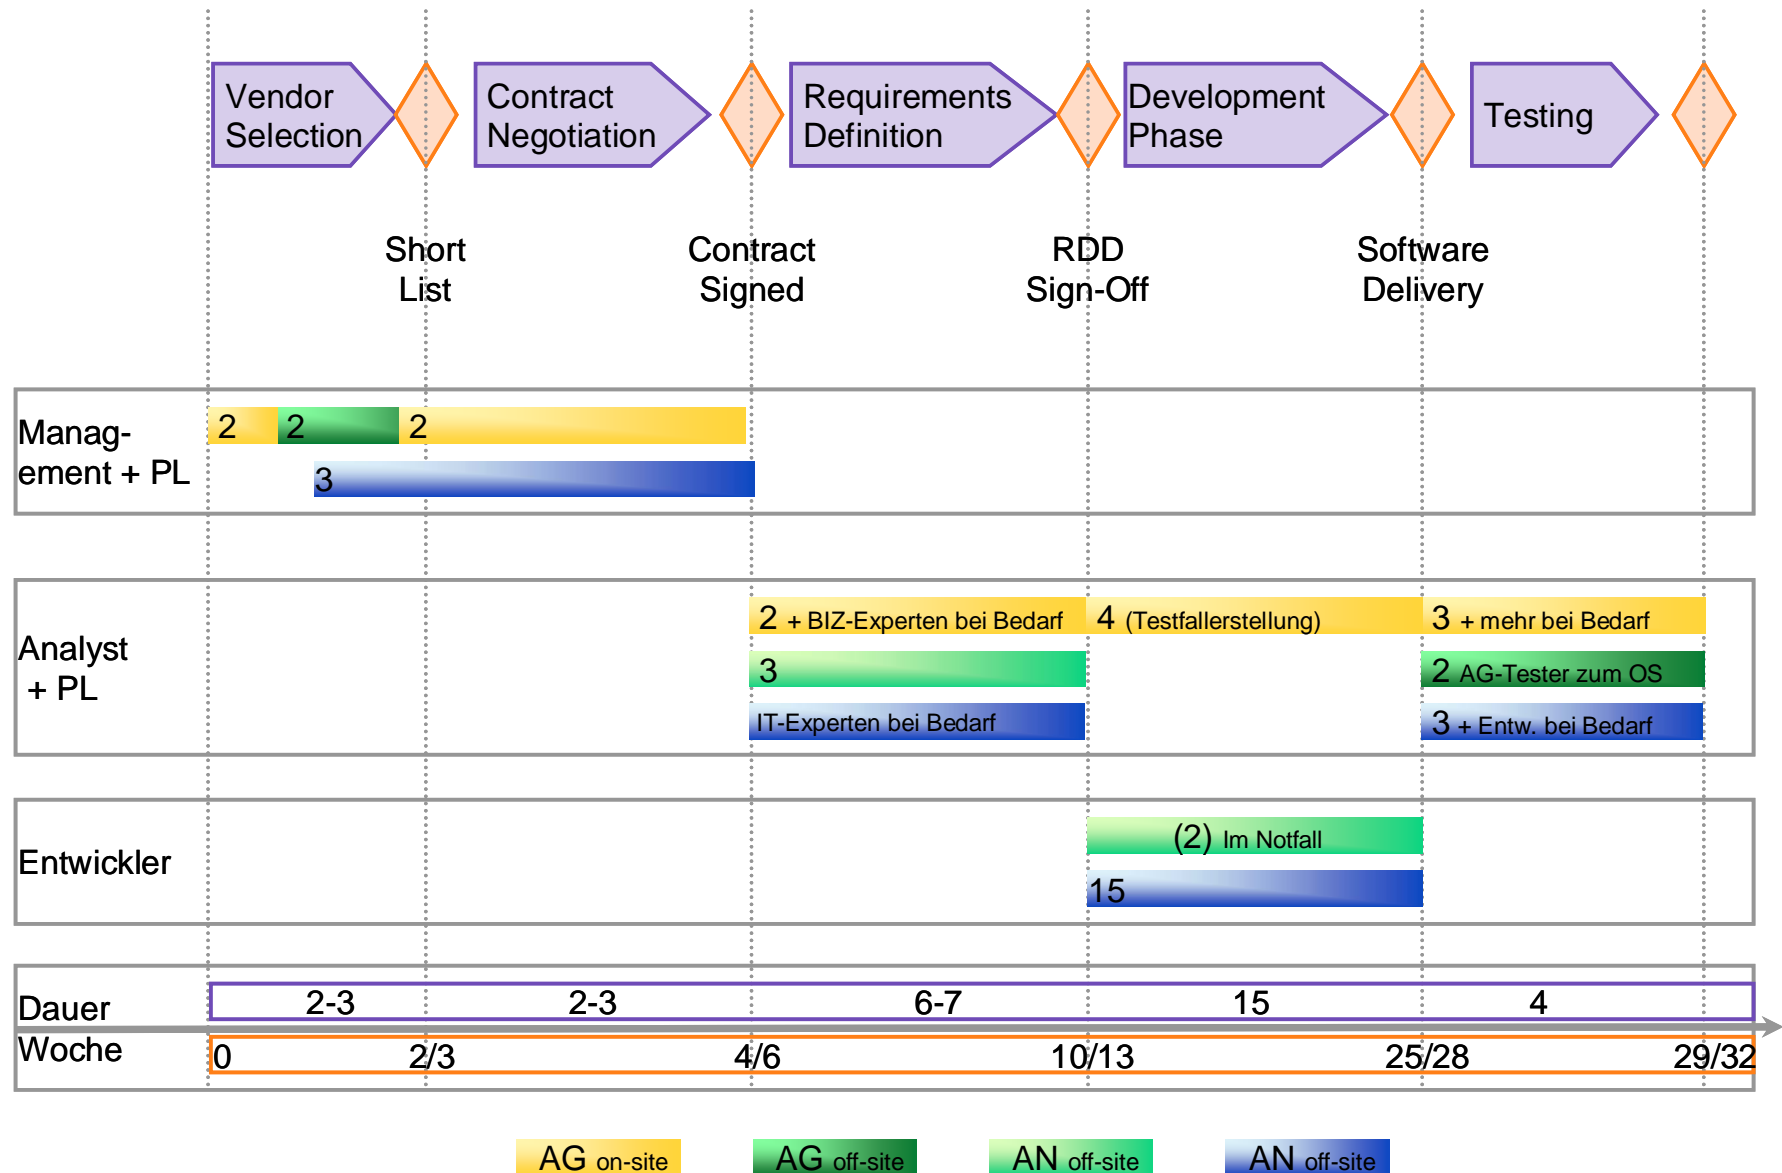 Vendor
Selection
Contract
Negotiation
Requirements
Definition
Development
Phase
Testing
Short
List
Contract
Signed
RDD
Sign-Off
Software
Delivery
Manag-
ement + PL
2
2
2
3
Analyst
+ PL
2 + BIZ-Experten bei Bedarf
4 (Testfallerstellung)
3 + mehr bei Bedarf
3
2 AG-Tester zum OS
IT-Experten bei Bedarf
3 + Entw. bei Bedarf
Entwickler
(2) Im Notfall
15
Dauer
2-3
2-3
6-7
15
4
Woche
0
2/3
4/6
10/13
25/28
29/32
AG on-site
AG off-site
AN off-site
AN off-site